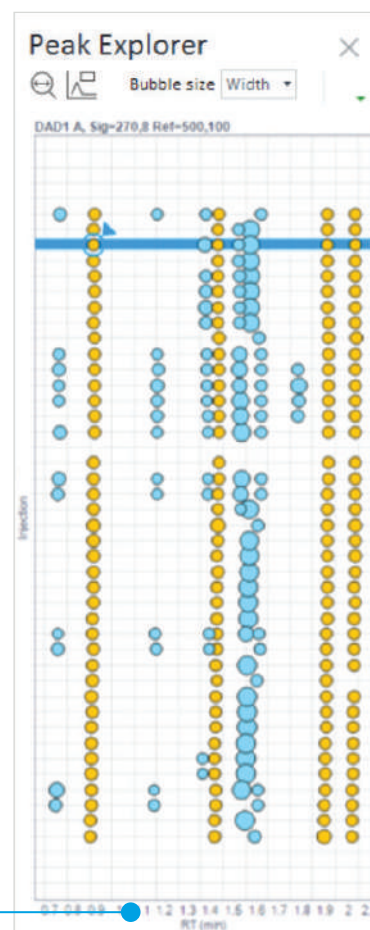 Peak Explorer
Bubble size Width
DAD1 A, Sig=270,8 Ref=500,100
Injection
0.7 0.8 0.9 1 1.2 1.3 1.4 1.5 1.6 1.7 1.8 1.9 2 2
RT (min)